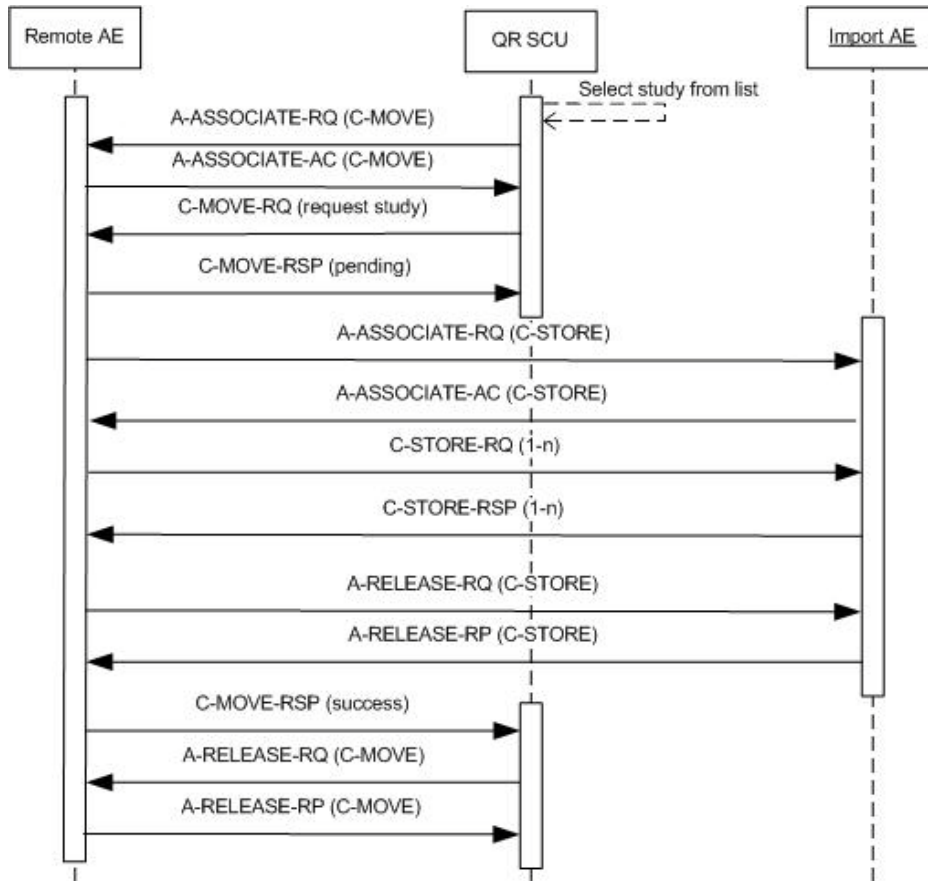 Remote AE
QR SCU
Import AE
Select study from list
A-ASSOCIATE-RQ (C-MOVE)
A-ASSOCIATE-AC (C-MOVE)
C-MOVE-RQ (request study)
C-MOVE-RSP (pending)
A-ASSOCIATE-RQ (C-STORE)
A-ASSOCIATE-AC (C-STORE)
C-STORE-RQ (1-n)
C-STORE-RSP (1-n)
A-RELEASE-RQ (C-STORE)
A-RELEASE-RP (C-STORE)
C-MOVE-RSP (success)
A-RELEASE-RQ (C-MOVE)
A-RELEASE-RP (C-MOVE)